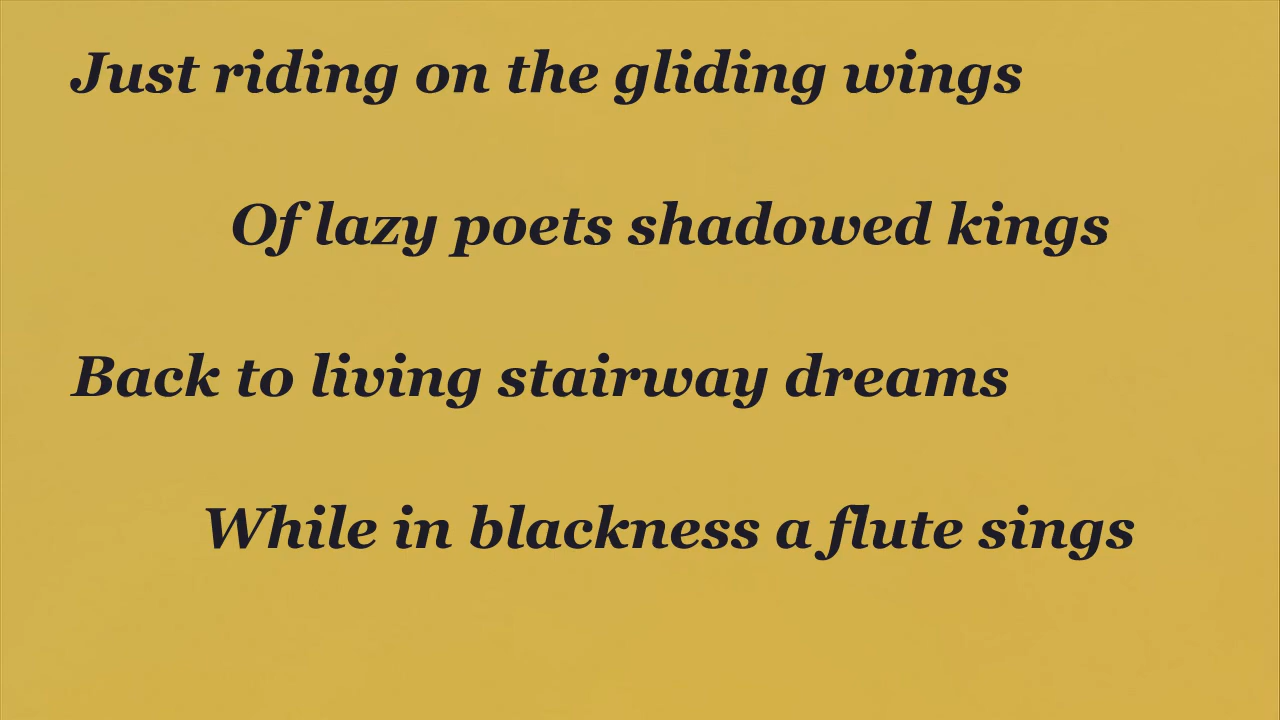 Just riding on the gliding wings
Of lazy poets shadowed kings
Back to living stairway dreams
While in blackness a flute sings